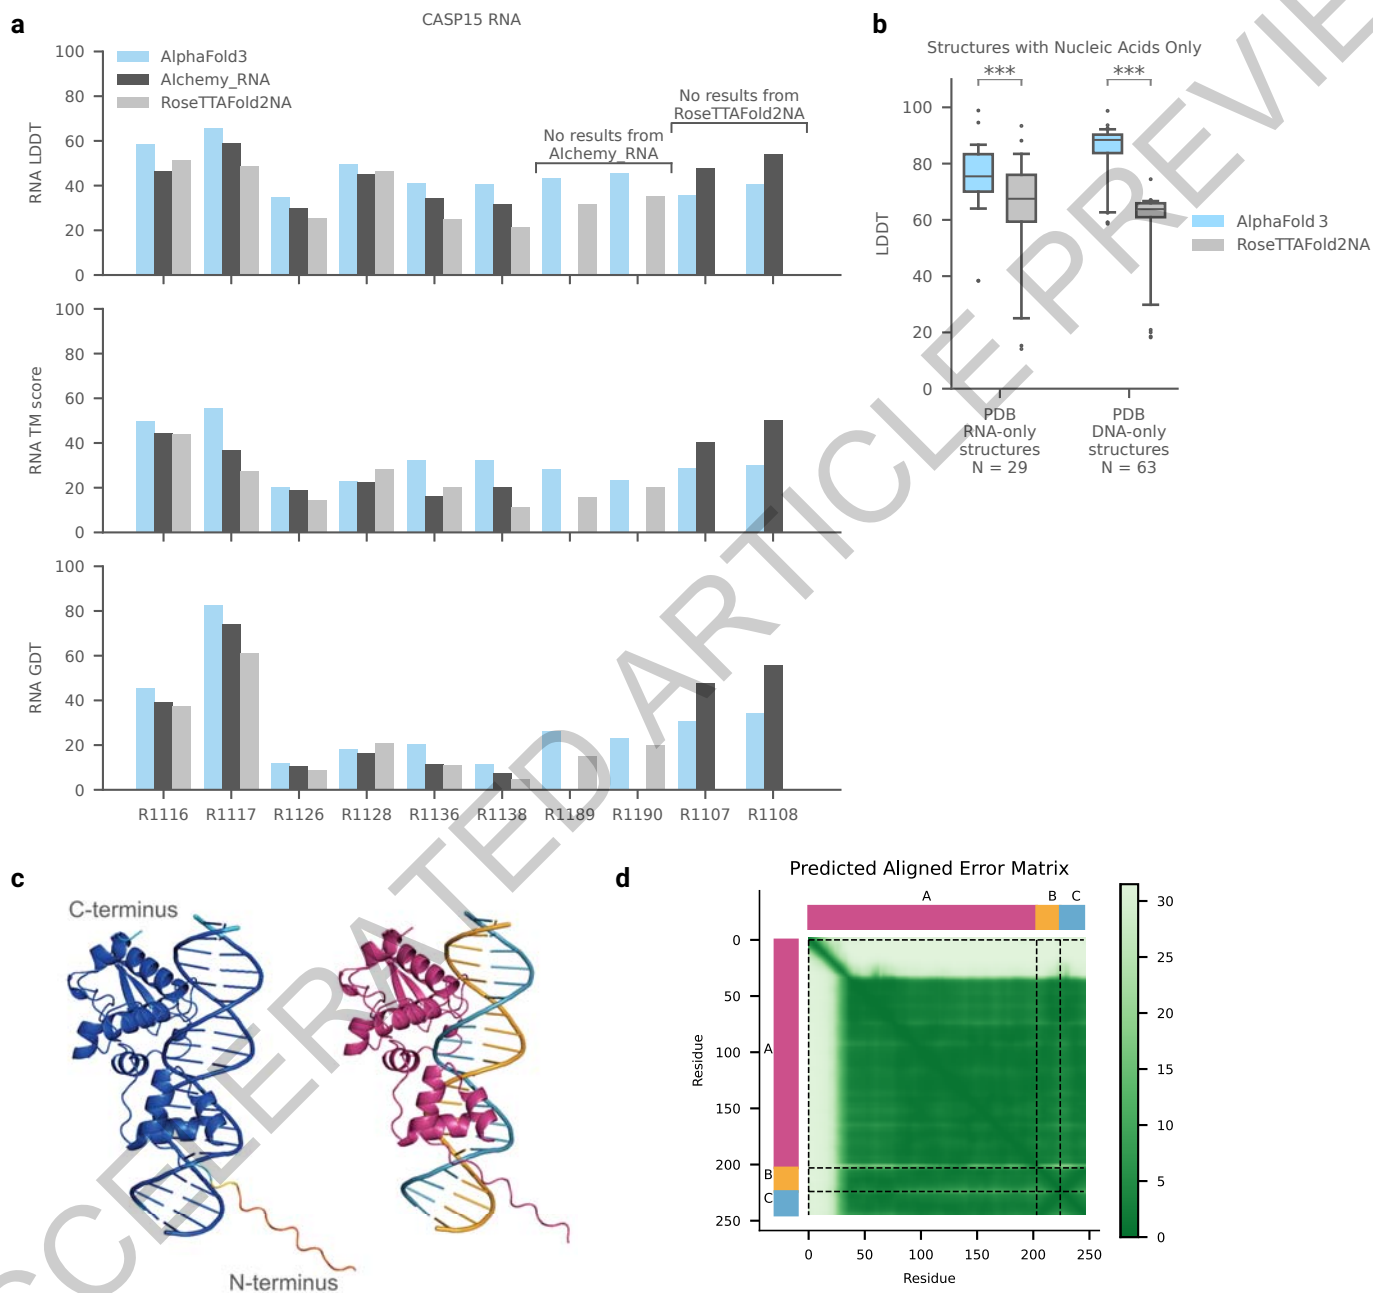 a
CASP15 RNA
AlphaFold3
Alchemy_RNA
RoseTTAFold2NA
No results from
Alchemy_RNA
No results from
RoseTTAFold2NA
RNA LDDT
100
80
60
40
20
0
RNA TM score
100
80
60
40
20
0
RNA GDT
100
80
60
40
20
0
R1116 R1117 R1126 R1128 R1136 R1138 R1189 R1190 R1107 R1108
b
Structures with Nucleic Acids Only
*** ***
LDDT
100
80
60
40
20
0
PDB
RNA-only
structures
N = 29
PDB
DNA-only
structures
N = 63
AlphaFold 3
RoseTTAFold2NA
c
C-terminus
N-terminus
d
Predicted Aligned Error Matrix
A B C
A
B
C
Residue
0
50
100
150
200
250
0 50 100 150 200 250
Residue
30
25
20
15
10
5
0
CCELERATED ARTICLE PREVIE